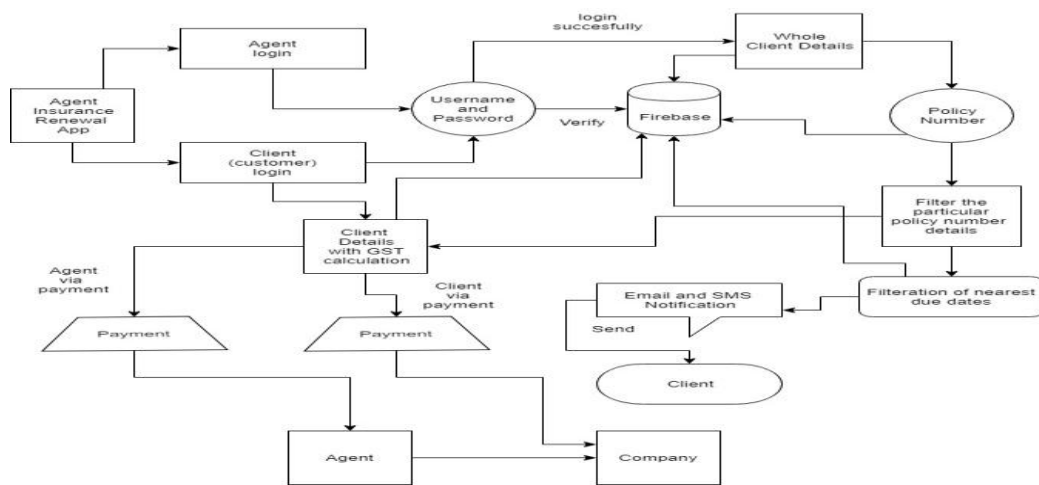 login
succesfully
Agent
login
Whole
Client Details
Agent
Insurance
Renewal
App
Username
and
Password
Verify
Firebase
Policy
Number
Client
(customer)
login
Filter the
particular
policy number
details
Client
Details
with GST
calculation
Agent
via
payment
Client
via
payment
Email and SMS
Notification
Filteration of nearest
due dates
Send
Payment
Payment
Client
Agent
Company